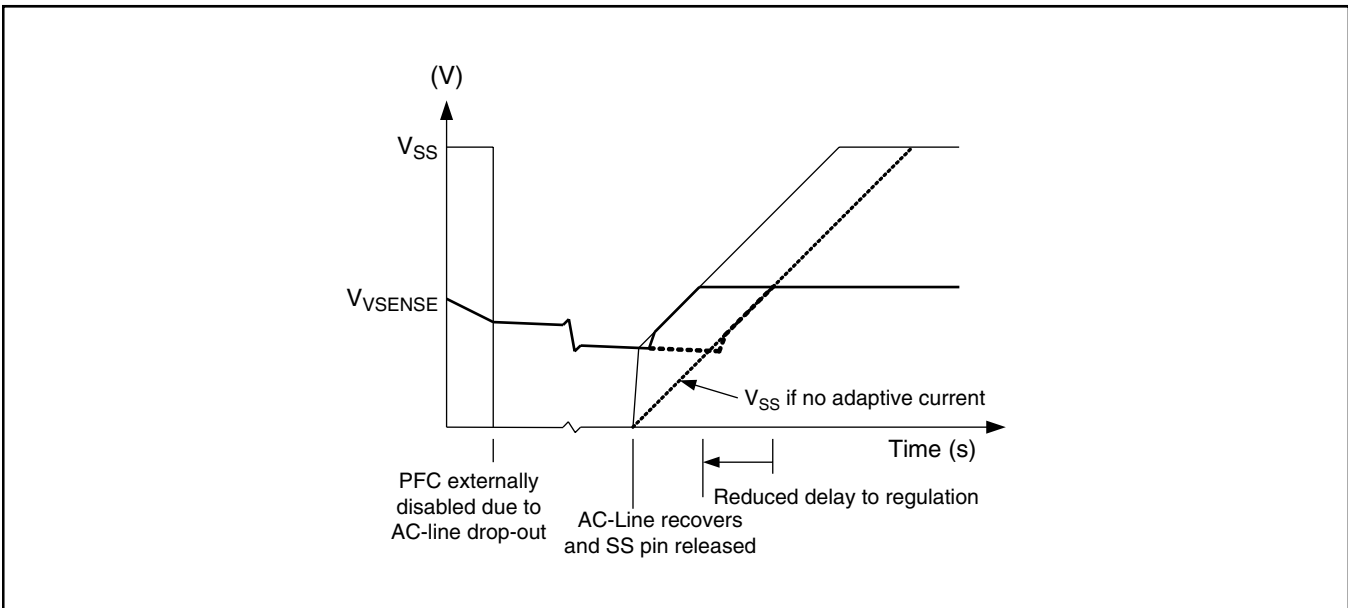 (V)
VSS
VVSENSE
VSS if no adaptive current
Time (s)
PFC externally
disabled due to
AC-line drop-out
AC-Line recovers
and SS pin released
Reduced delay to regulation